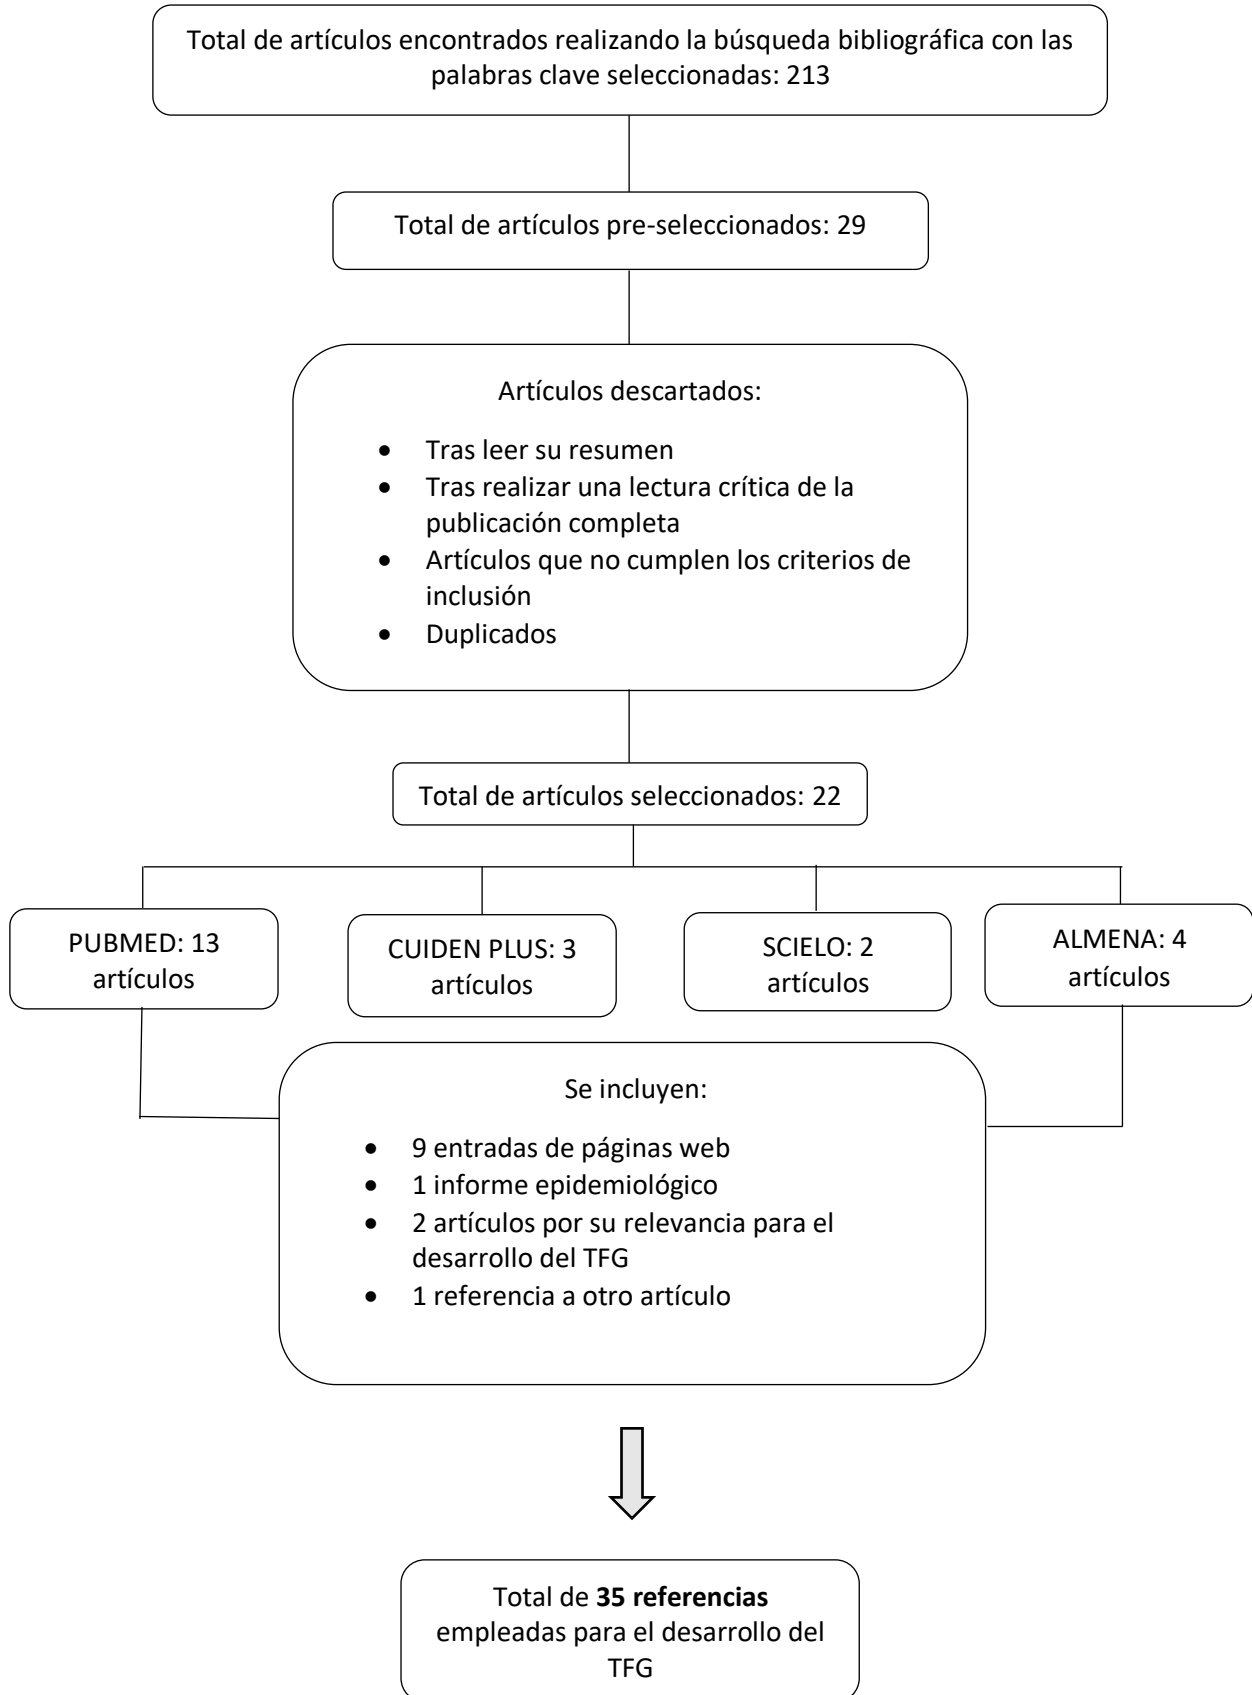 Total de artículos encontrados realizando la búsqueda bibliográfica con las
palabras clave seleccionadas: 213
Total de artículos pre-seleccionados: 29
Artículos descartados:
• Tras leer su resumen
• Tras realizar una lectura crítica de la
publicación completa
• Artículos que no cumplen los criterios de
inclusión
• Duplicados
Total de artículos seleccionados: 22
PUBMED: 13
artículos
CUIDEN PLUS: 3
artículos
SCIELO: 2
artículos
ALMENA: 4
artículos
Se incluyen:
• 9 entradas de páginas web
• 1 informe epidemiológico
• 2 artículos por su relevancia para el
desarrollo del TFG
• 1 referencia a otro artículo
Total de 35 referencias
empleadas para el desarrollo del
TFG